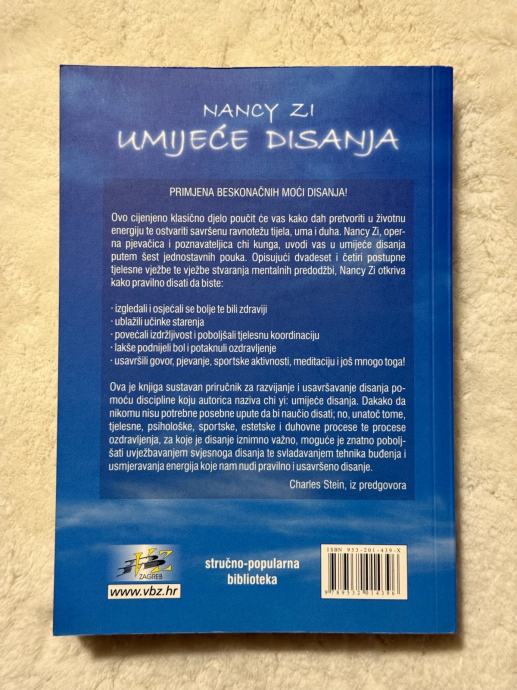 NANCY ZI
UMIJEĆE DISANJA
PRIMJENA BESKONAČNIH MOĆI DISANJA!
Ovo cijenjeno klasično djelo poučit će vas kako dah pretvoriti u životnu
energiju te ostvariti savršenu ravnotežu tijela, uma i duha. Nancy Zi, oper-
na pjevačica i poznavateljica chi kunga, uvodi vas u umijeće disanja
putem šest jednostavnih pouka. Opisujući dvadeset i četiri postupne
tjelesne vježbe te vježbe stvaranja mentalnih predodžbi, Nancy Zi otkriva
kako pravilno disati da biste:
· izgledali i osjećali se bolje te bili zdraviji
· ublažili učinke starenja
· povećali izdržljivost i poboljšali tjelesnu koordinaciju
· lakše podnijeli bol i potaknuli ozdravljenje
· usavršili govor, pjevanje, sportske aktivnosti, meditaciju i još mnogo toga!
Ova je knjiga sustavan priručnik za razvijanje i usavršavanje disanja po-
moću discipline koju autorica naziva chi yi: umijeće disanja. Dakako da
nikomu nisu potrebne posebne upute da bi naučio disati; no, unatoč tome,
tjelesne, psihološke, sportske, estetske i duhovne procese te procese
ozdravljenja, za koje je disanje iznimno važno, moguće je znatno pobolj-
šati uvježbavanjem svjesnoga disanja te svladavanjem tehnika buđenja i
usmjeravanja energija koje nam nudi pravilno i usavršeno disanje.
Charles Stein, iz predgovora
VBZ
ZAGREB
www.vbz.hr
stručno-popularna
biblioteka
ISBN 953-201-439-X
9 789532 014396